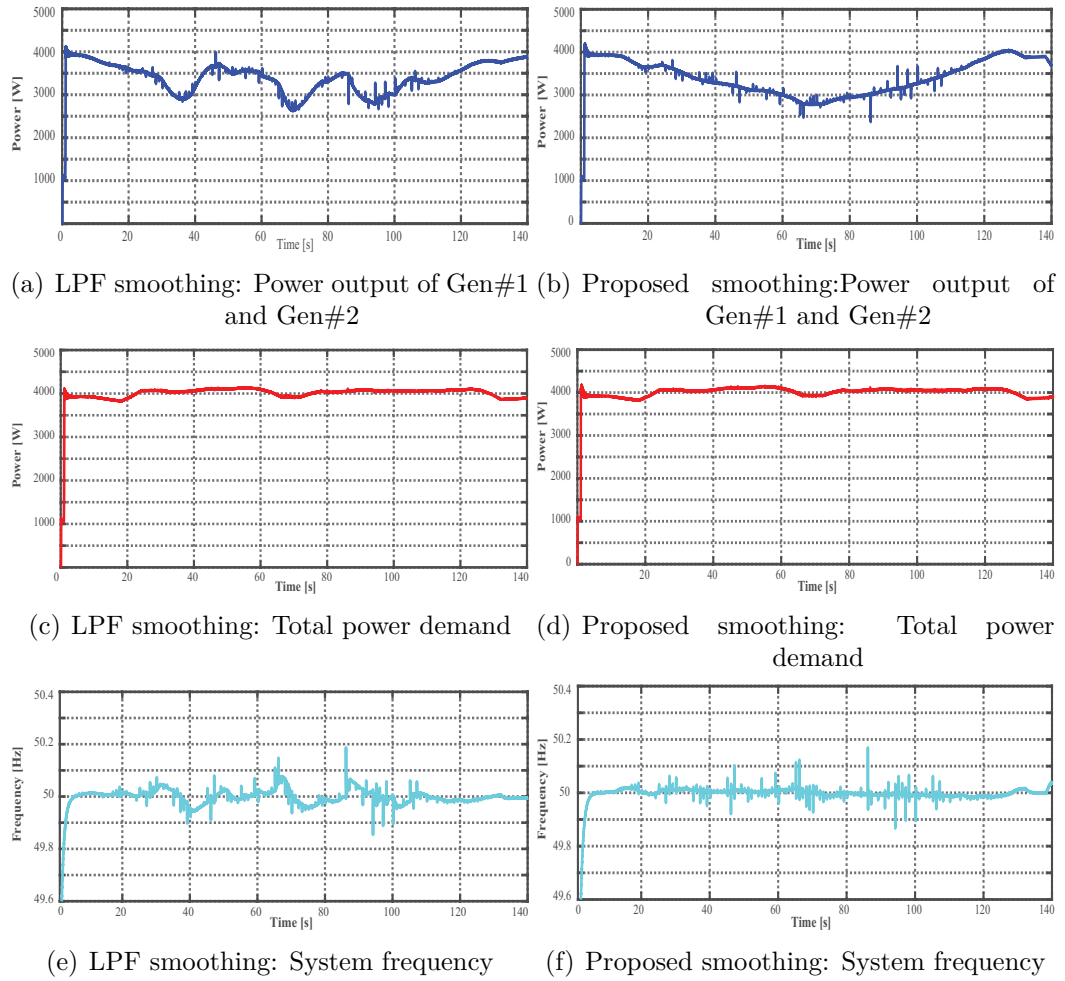 5000
4000
3000
2000
1000
Power [W]
0 20 40 60 80 100 120 140
Time [s]
5000
4000
3000
2000
1000
0
Power [W]
0 20 40 60 80 100 120 140
Time [s]
(a) LPF smoothing: Power output of Gen#1 and Gen#2
(b) Proposed smoothing:Power output of Gen#1 and Gen#2
5000
4000
3000
2000
1000
Power [W]
0 20 40 60 80 100 120 140
Time [s]
5000
4000
3000
2000
1000
0
Power [W]
20 40 60 80 100 120 140
Time [s]
(c) LPF smoothing: Total power demand
(d) Proposed smoothing: Total power demand
50.4
50.2
50
49.8
49.6
Frequency [Hz]
0 20 40 60 80 100 120 140
Time [s]
50.4
50.2
50
49.8
49.6
Frequency [Hz]
0 20 40 60 80 100 120 140
Time [s]
(e) LPF smoothing: System frequency
(f) Proposed smoothing: System frequency